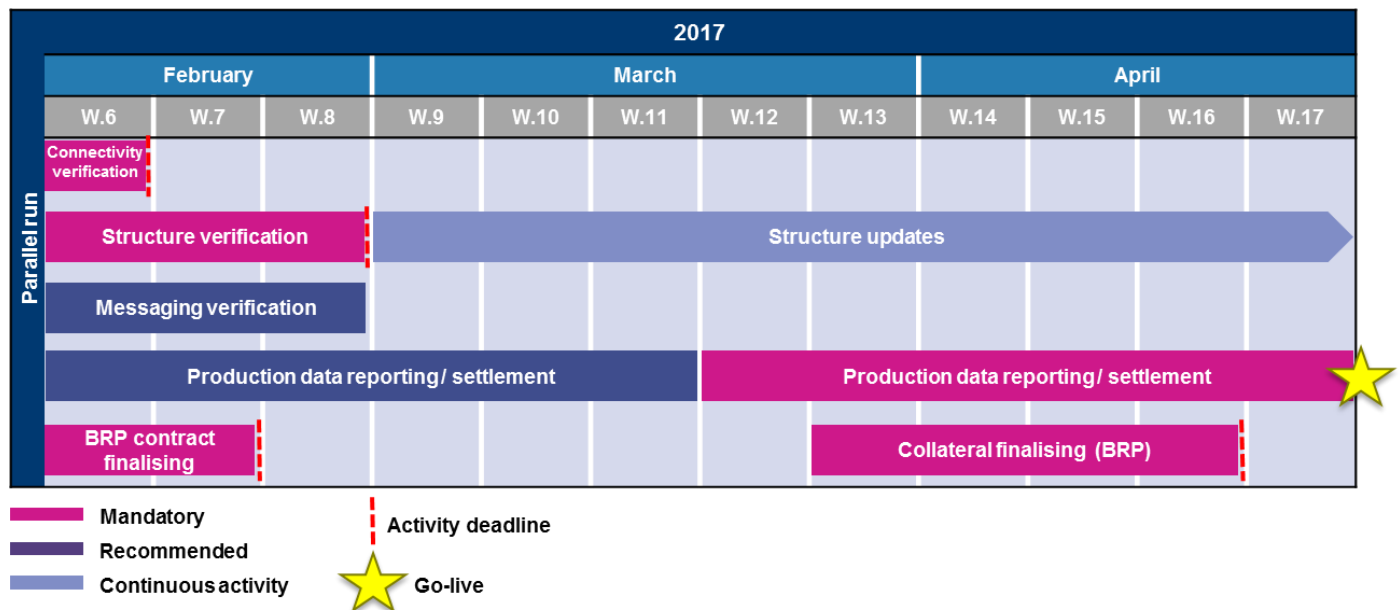 2017
February
March
April
W.6
W.7
W.8
W.9
W.10
W.11
W.12
W.13
W.14
W.15
W.16
W.17
Parallel run
Connectivity
verification
Structure verification
Structure updates
Messaging verification
Production data reporting/ settlement
Production data reporting/ settlement
BRP contract
finalising
Collateral finalising (BRP)
Mandatory
Recommended
Continuous activity
Activity deadline
Go-live